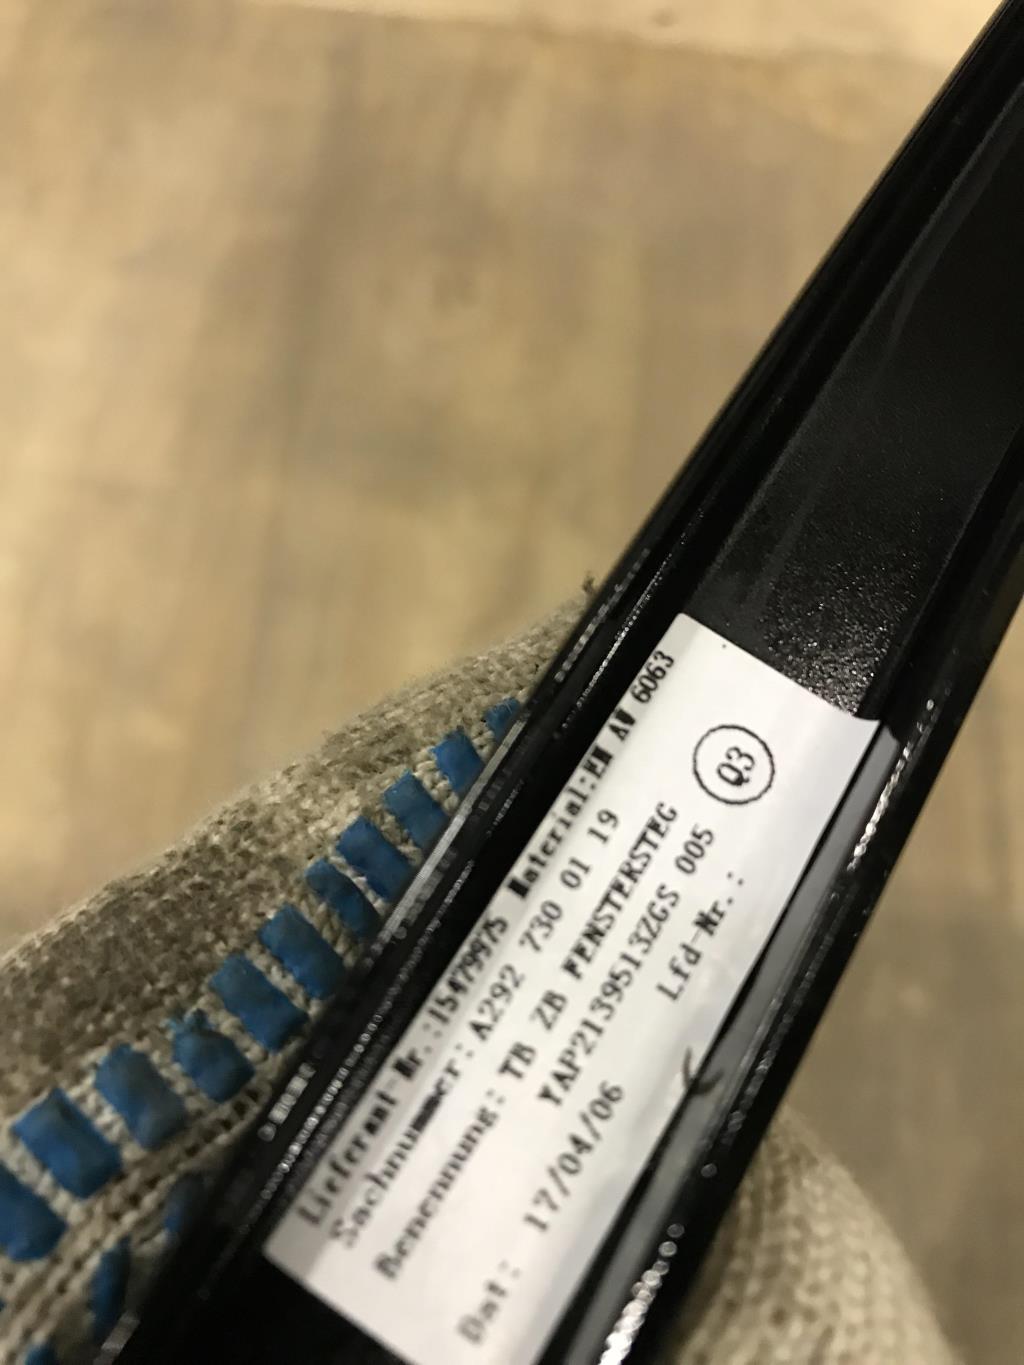 Lieferant-Nr.:15479975 Material:EN AW 6063
Sachnummer: A292 730 01 19
Benennung: TB ZB FENSTERSTEG
YAP2139513ZGS 005
Dat: 17/04/06
Lfd-Nr.:
Q3